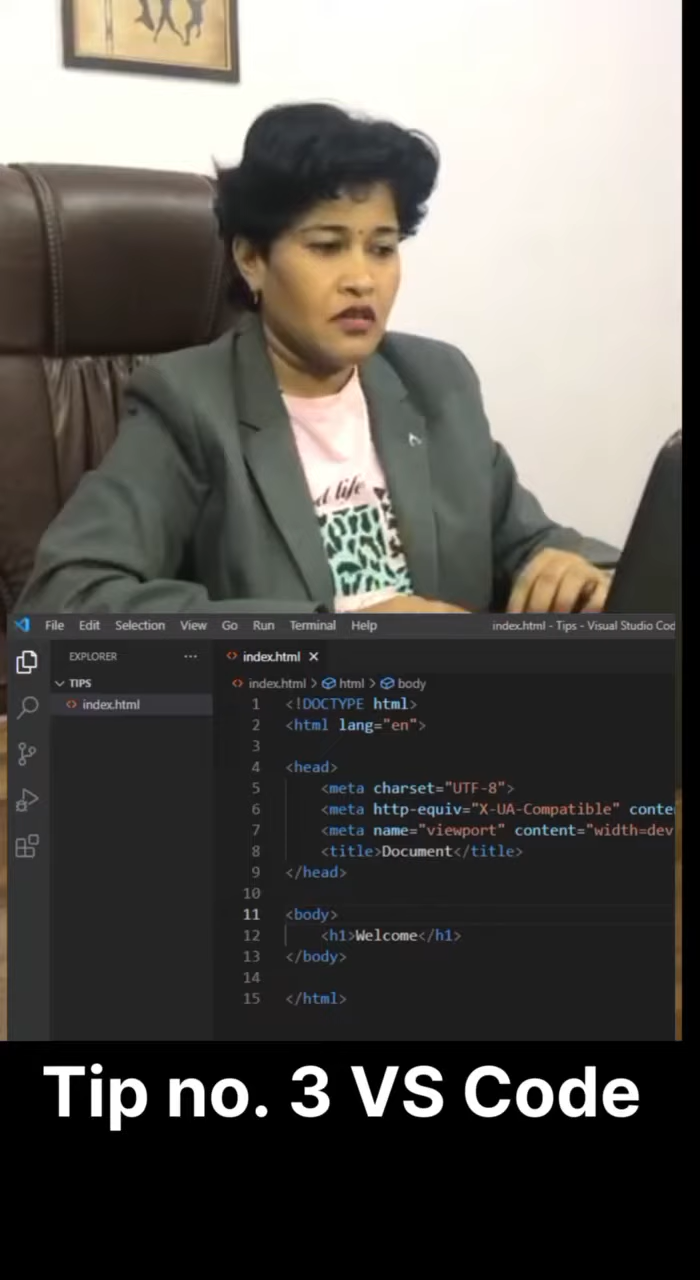 d life
File Edit Selection View Go Run Terminal Help index.html - Tips - Visual Studio Cod
EXPLORER ···
index.html ×
TIPS
index.html
index.html > html > body
1 <!DOCTYPE html>
2 <html lang="en">
3
4 <head>
5 <meta charset="UTF-8">
6 <meta http-equiv="X-UA-Compatible" conte
7 <meta name="viewport" content="width=dev
8 <title>Document</title>
9 </head>
10
11 <body>
12 <h1>Welcome</h1>
13 </body>
14
15 </html>
Tip no. 3 VS Code